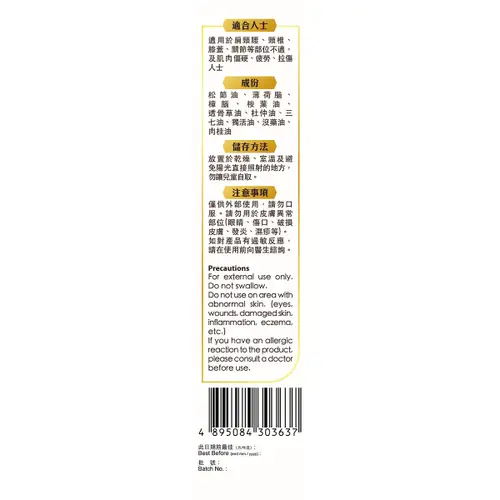 適合人士
適用於肩頸腰、頸椎、
膝蓋、關節等部位不適，
及肌肉僵硬、疲勞、拉傷
人士
成份
松節油、薄荷腦、
樟腦、桉葉油、
透骨草油、杜仲油、三
七油、獨活油、沒藥油、
肉桂油
儲存方法
放置於乾燥、室溫及避
免陽光直接照射的地方，
勿讓兒童自取。
注意事項
僅供外部使用，請勿口
服。請勿用於皮膚異常
部位(眼睛、傷口、破損
皮膚、發炎、濕疹等)。
如對產品有過敏反應，
請在使用前向醫生諮詢。
Precautions
For external use only.
Do not swallow.
Do not use on area with
abnormal skin. (eyes,
wounds, damaged skin,
inflammation, eczema,
etc.)
If you have an allergic
reaction to the product,
please consult a doctor
before use.
4 895084 303637
此日期前最佳 :
Best Before :
批 號 :
Batch No. :